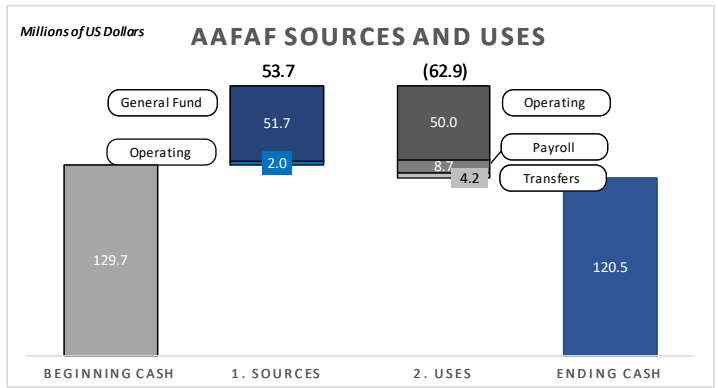 Millions of US Dollars
AAFAF SOURCES AND USES
53.7
(62.9)
General Fund
51.7
50.0
Operating
Operating
2.0
8.7
Payroll
4.2
Transfers
129.7
120.5
BEGINNING CASH
1. SOURCES
2. USES
ENDING CASH